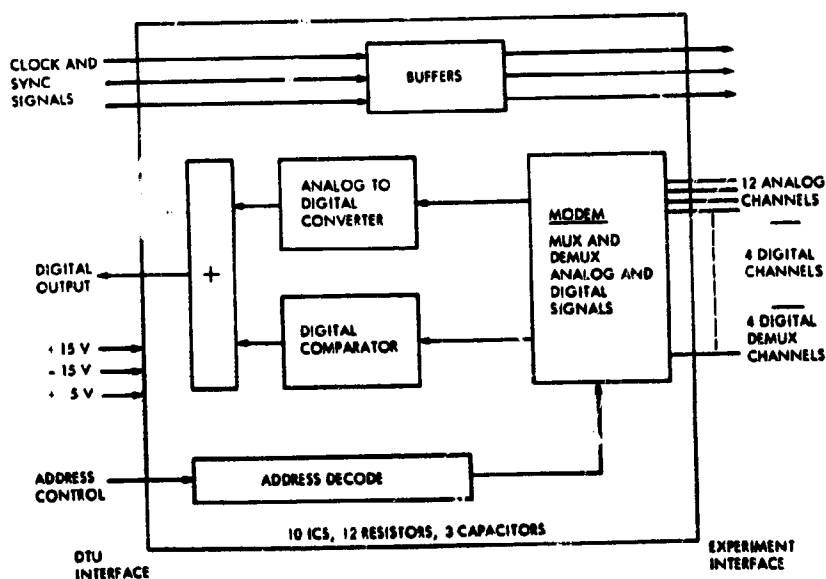 CLOCK AND
SYNC
SIGNALS
BUFFERS
ANALOG TO
DIGITAL
CONVERTER
MODEM
MUX AND
DEMUX
ANALOG AND
DIGITAL
SIGNALS
12 ANALOG
CHANNELS
4 DIGITAL
CHANNELS
4 DIGITAL
DEMUX
CHANNELS
DIGITAL
OUTPUT
+
DIGITAL
COMPARATOR
+ 15 V
- 15 V
+ 5 V
ADDRESS
CONTROL
ADDRESS DECODE
10 ICS, 12 RESISTORS, 3 CAPACITORS
DTU
INTERFACE
EXPERIMENT
INTERFACE